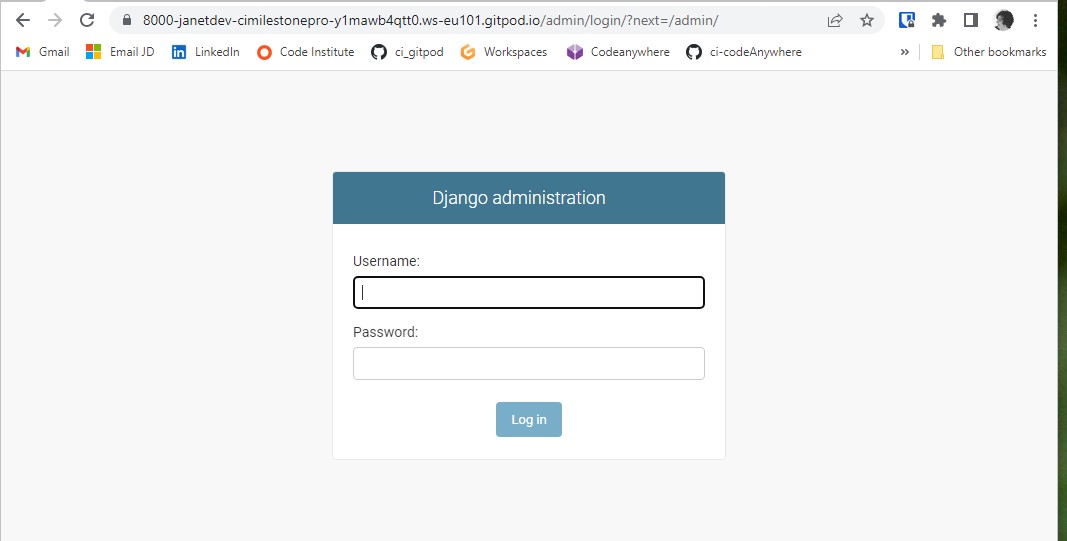 8000-janetdev-cimilestonepro-y1mawb4qtt0.ws-eu101.gitpod.io/admin/login/?next=/admin/
Gmail Email JD LinkedIn Code Institute ci_gitpod Workspaces Codeanywhere ci-codeAnywhere » Other bookmarks
Django administration
Username:
Password:
Log in